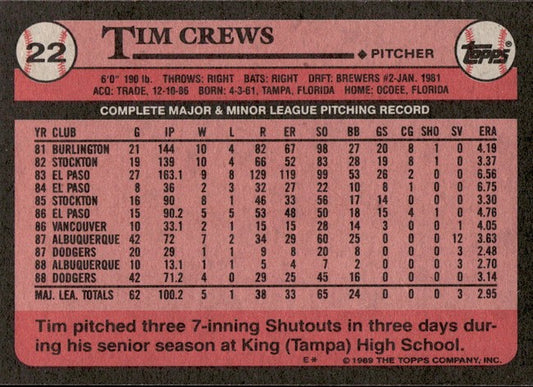 22
TIM CREWS
PITCHER
TOPPS
6'0" 190 lb. THROWS: RIGHT BATS: RIGHT DRFT: BREWERS #2-JAN. 1981
ACQ: TRADE, 12-10-86 BORN: 4-3-61, TAMPA, FLORIDA HOME: OCOEE, FLORIDA
COMPLETE MAJOR & MINOR LEAGUE PITCHING RECORD
YR CLUB G IP W L R ER SO BB GS CG SHO SV ERA
81 BURLINGTON 21 144 10 4 82 67 98 27 20 8 1 0 4.19
82 STOCKTON 19 139 10 4 66 52 83 28 19 6 0 0 3.37
83 EL PASO 27 163.1 9 8 129 119 53 26 2 0 0 6.56
84 EL PASO 8 36 2 3 32 27 22 10 8 1 0 0 6.75
85 STOCKTON 16 90 8 1 46 33 56 17 14 0 0 0 3.30
86 EL PASO 15 90.2 5 5 53 48 50 18 15 4 1 0 4.76
86 VANCOUVER 10 33.1 2 1 15 15 28 14 3 0 0 1 4.05
87 ALBUQUERQUE 42 72 7 2 34 29 60 25 0 0 0 12 3.63
87 DODGERS 20 29 1 1 9 8 20 8 0 0 0 3 2.48
88 ALBUQUERQUE 10 13.1 1 1 5 4 7 2 0 0 0 0 2.70
88 DODGERS 42 71.2 4 0 29 25 45 16 0 0 0 0 3.14
MAJ. LEA. TOTALS 62 100.2 5 1 38 33 65 24 0 0 0 3 2.95
Tim pitched three 7-inning Shutouts in three days dur-
ing his senior season at King (Tampa) High School.
E* © 1989 THE TOPPS COMPANY, INC.